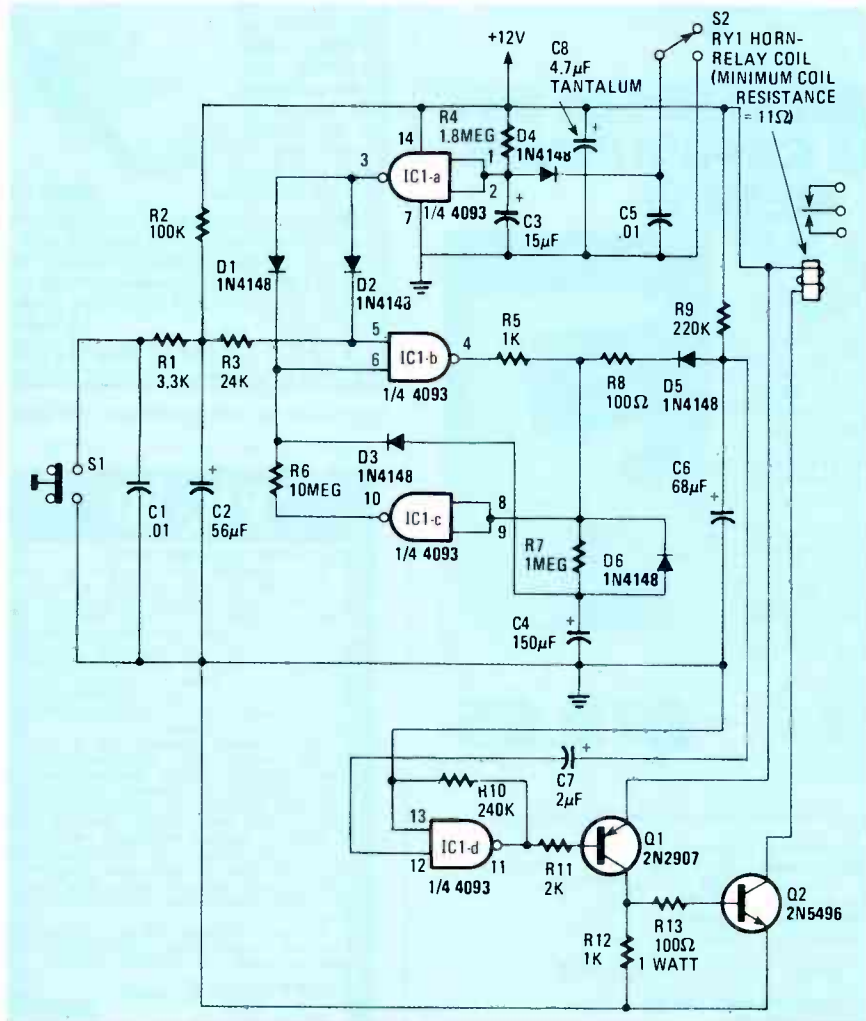 S2
RY1 HORN-
RELAY COIL
(MINIMUM COIL
RESISTANCE
= 11Ω)
+12V
C8
4.7µF
TANTALUM
R4
1.8MEG
D4
1N4148
14
3
IC1-a
1
2
1/4 4093
7
C3
15µF
C5
.01
R2
100K
D1
1N4148
D2
1N4148
R9
220K
R1
3.3K
R3
24K
5
6
IC1-b
4
1/4 4093
R5
1K
R8
100Ω
D5
1N4148
S1
C1
.01
C2
56µF
R6
10MEG
D3
1N4148
10
IC1-c
8
9
1/4 4093
R7
1MEG
D6
1N4148
C6
68µF
C4
150µF
C7
2µF
R10
240K
13
12
IC1-d
11
1/4 4093
R11
2K
Q1
2N2907
R13
100Ω
1 WATT
R12
1K
Q2
2N5496